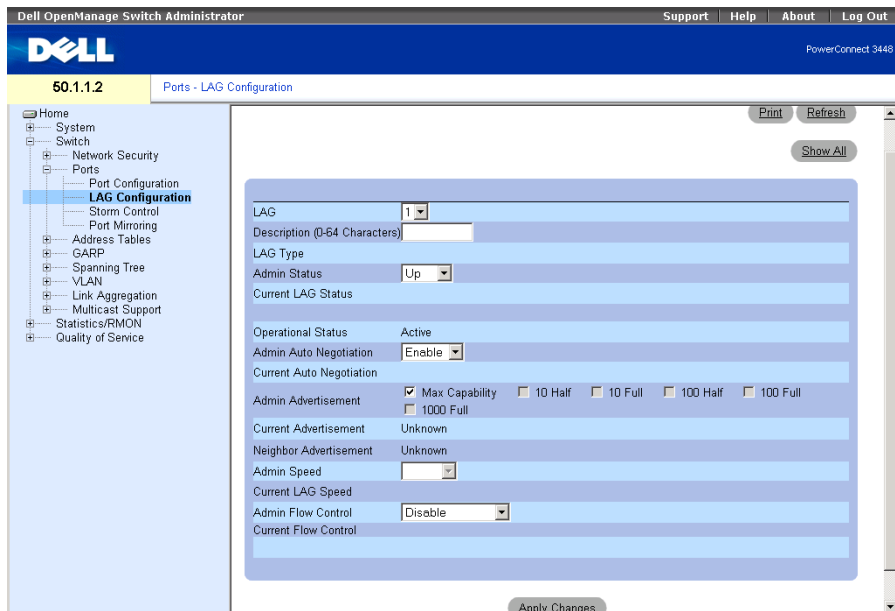 Dell OpenManage Switch Administrator
Support | Help | About | Log Out
DELL
PowerConnect 3448
50.1.1.2
Ports - LAG Configuration
Home
System
Switch
Network Security
Ports
Port Configuration
LAG Configuration
Storm Control
Port Mirroring
Address Tables
GARP
Spanning Tree
VLAN
Link Aggregation
Multicast Support
Statistics/RMON
Quality of Service
Print Refresh
Show All
LAG 1
Description (0-64 Characters)
LAG Type
Admin Status Up
Current LAG Status
Operational Status Active
Admin Auto Negotiation Enable
Current Auto Negotiation
Admin Advertisement Max Capability 10 Half 10 Full 100 Half 100 Full
1000 Full
Current Advertisement Unknown
Neighbor Advertisement Unknown
Admin Speed
Current LAG Speed
Admin Flow Control Disable
Current Flow Control
Apply Changes